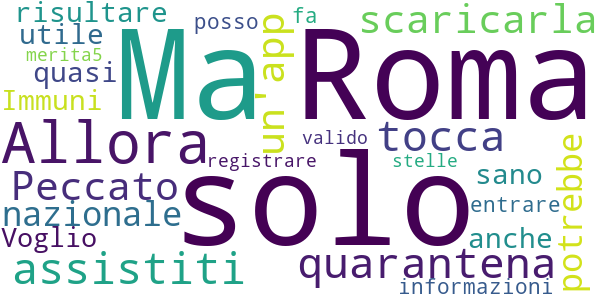 risultare
posso
fa
scaricarla
utile
merita5
Ma
un'app
Roma
quasi
Immuni
Allora
valido
tocca
potrebbe
registrare
stelle
Peccato
solo
sano
nazionale
entrare
Voglio
anche
assistiti
quarantena
informazioni